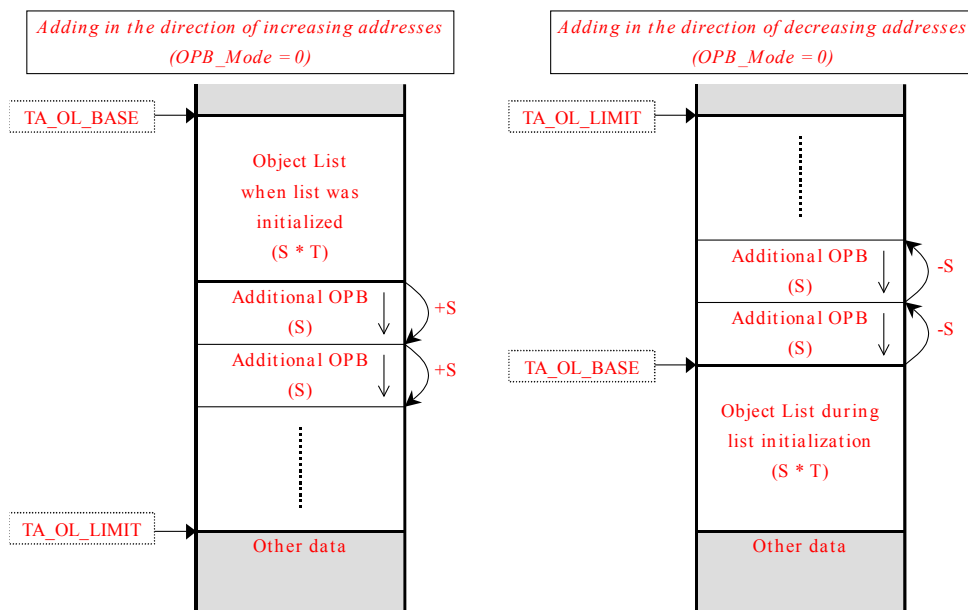 Adding in the direction of increasing addresses
(OPB_Mode = 0)
TA_OL_BASE
Object List
when list was
initialized
(S * T)
Additional OPB
(S)
+S
Additional OPB
(S)
+S
TA_OL_LIMIT
Other data
Adding in the direction of decreasing addresses
(OPB_Mode = 0)
TA_OL_LIMIT
Additional OPB
(S)
-S
Additional OPB
(S)
-S
TA_OL_BASE
Object List during
list initialization
(S * T)
Other data